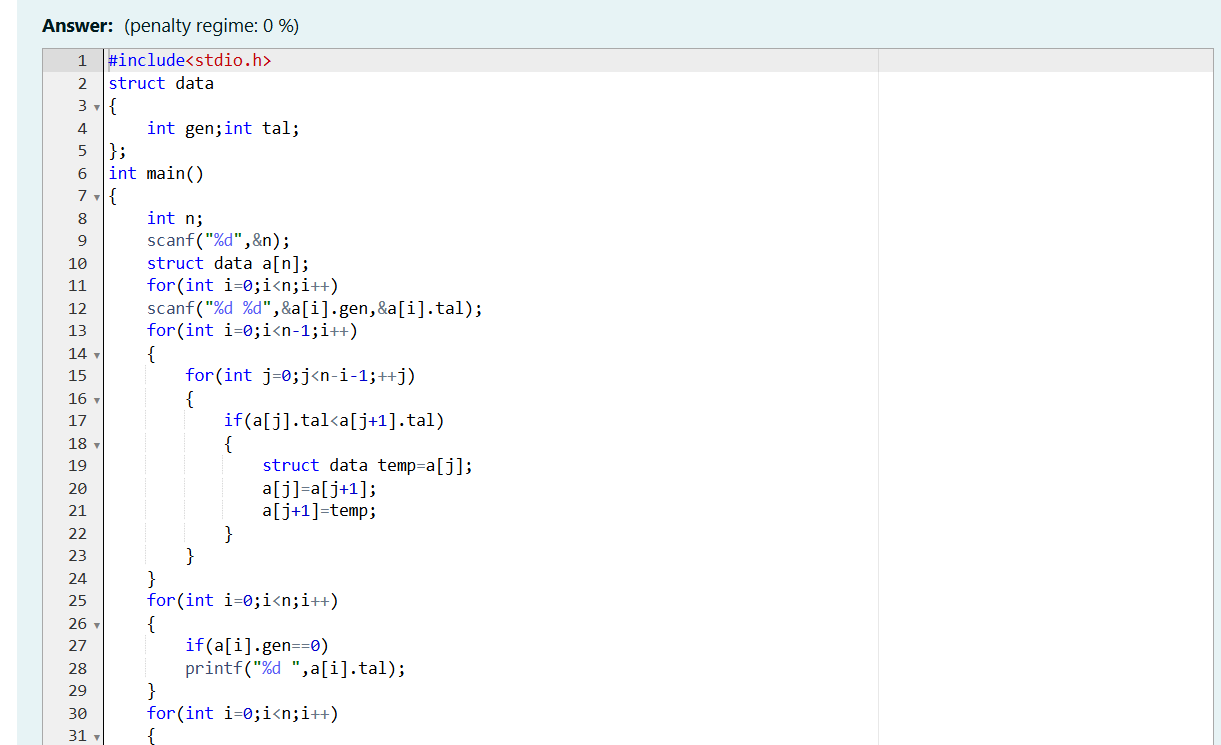 Answer: (penalty regime: 0 %)
1 #include<stdio.h>
2 struct data
3 {
4     int gen;int tal;
5 };
6 int main()
7 {
8     int n;
9     scanf("%d",&n);
10     struct data a[n];
11     for(int i=0;i<n;i++)
12     scanf("%d %d",&a[i].gen,&a[i].tal);
13     for(int i=0;i<n-1;i++)
14     {
15         for(int j=0;j<n-i-1;++j)
16         {
17             if(a[j].tal<a[j+1].tal)
18             {
19                 struct data temp=a[j];
20                 a[j]=a[j+1];
21                 a[j+1]=temp;
22             }
23         }
24     }
25     for(int i=0;i<n;i++)
26     {
27         if(a[i].gen==0)
28         printf("%d ",a[i].tal);
29     }
30     for(int i=0;i<n;i++)
31     {